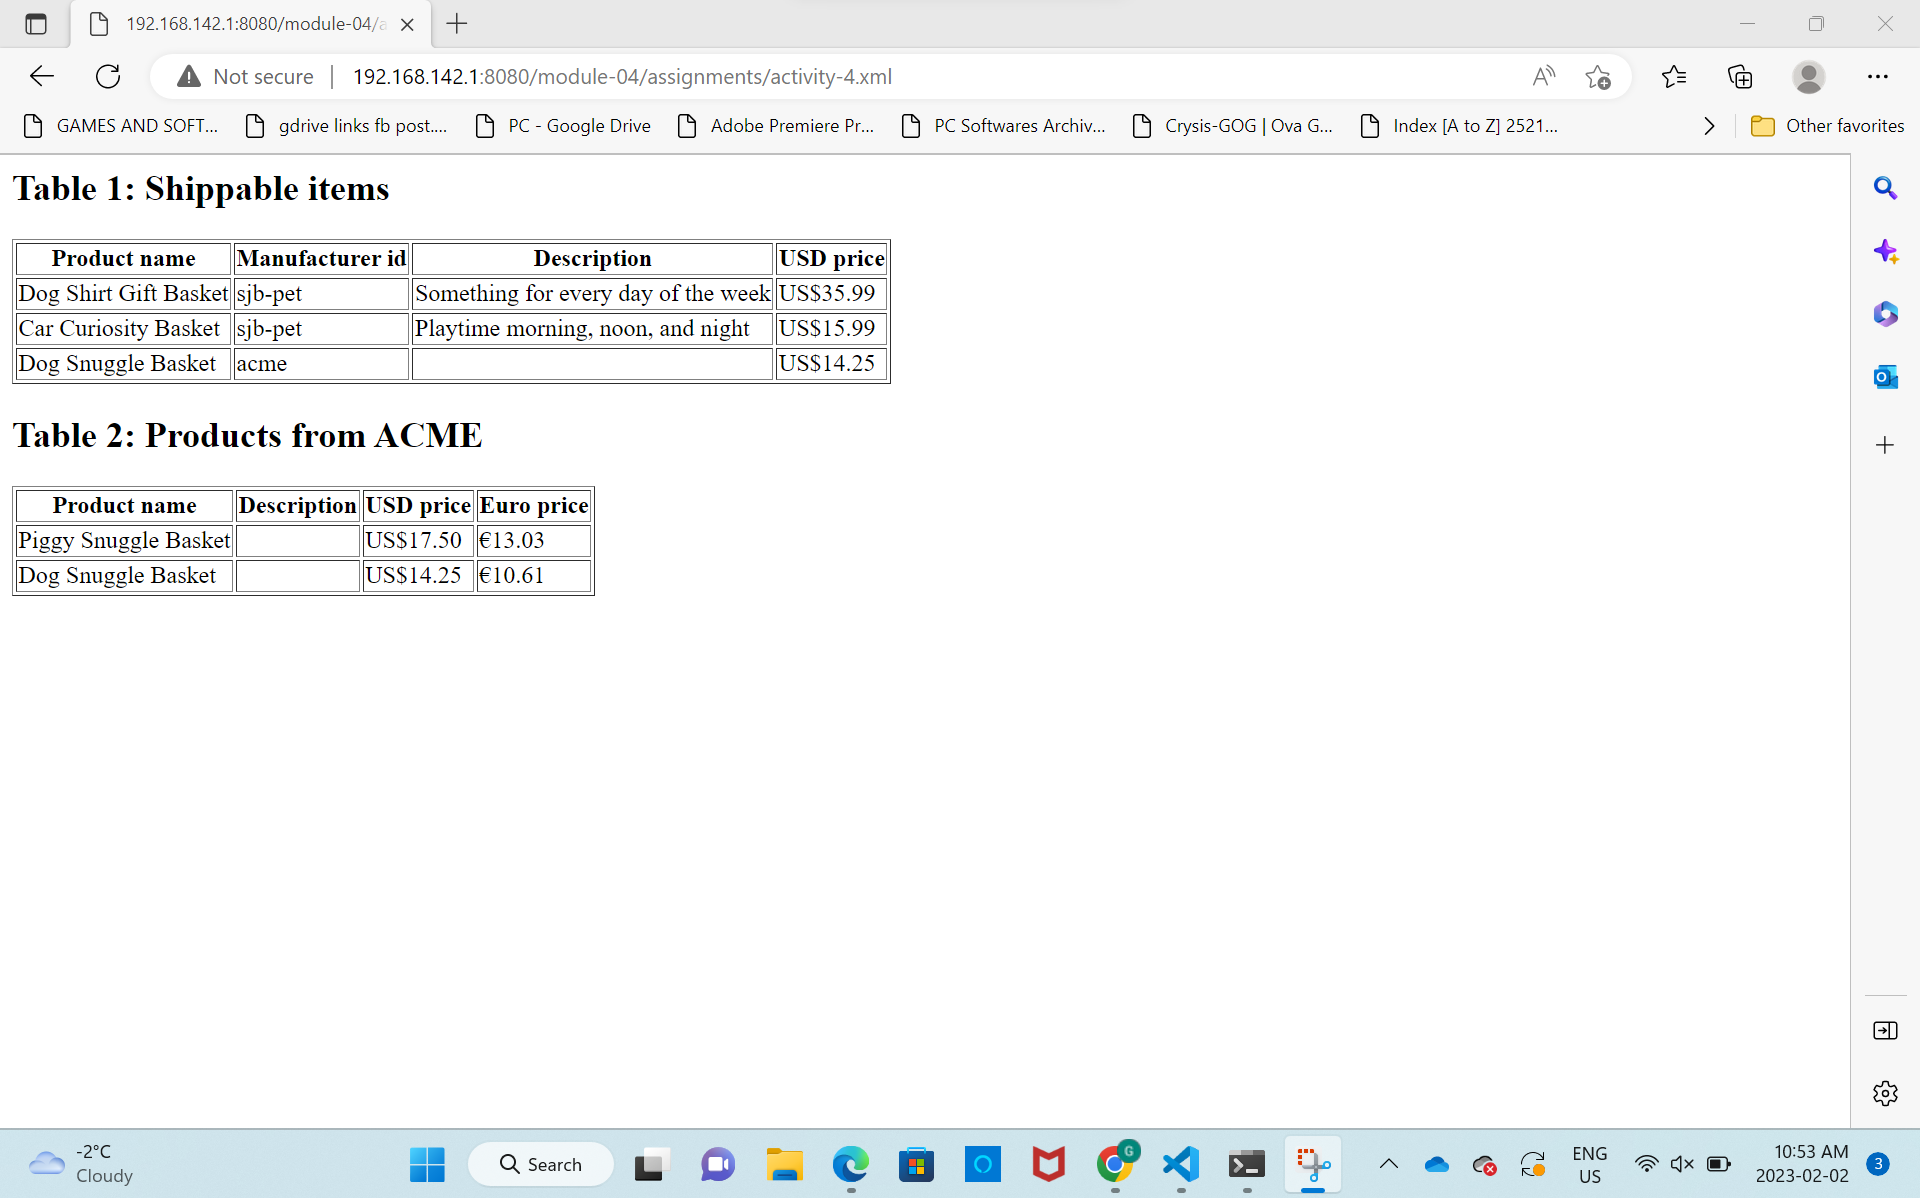 192.168.142.1:8080/module-04/a
Not secure
192.168.142.1:8080/module-04/assignments/activity-4.xml
GAMES AND SOFT... gdrive links fb post.... PC - Google Drive Adobe Premiere Pr... PC Softwares Archiv... Crysis-GOG | Ova G... Index [A to Z] 2521... Other favorites
Table 1: Shippable items
Product name Manufacturer id Description USD price
Dog Shirt Gift Basket sjb-pet Something for every day of the week US$35.99
Car Curiosity Basket sjb-pet Playtime morning, noon, and night US$15.99
Dog Snuggle Basket acme US$14.25
Table 2: Products from ACME
Product name Description USD price Euro price
Piggy Snuggle Basket US$17.50 €13.03
Dog Snuggle Basket US$14.25 €10.61
-2°C
Cloudy
Search
G
ENG
US
10:53 AM
2023-02-02
3